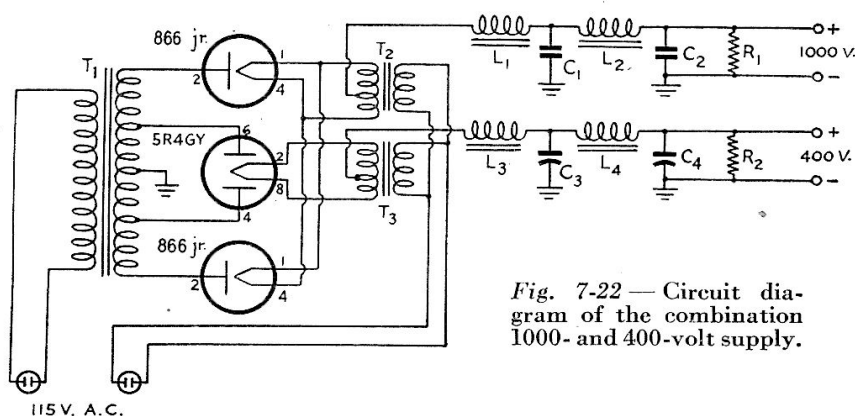 866 jr.
1
T1
T2
2
4
L1
C1
L2
C2
R1
+
1000 V.
−
5R4GY
6
2
8
4
T3
L3
C3
L4
C4
R2
+
400 V.
−
866 jr.
1
2
4
115 V. A.C.
Fig. 7-22 — Circuit dia-
gram of the combination
1000- and 400-volt supply.